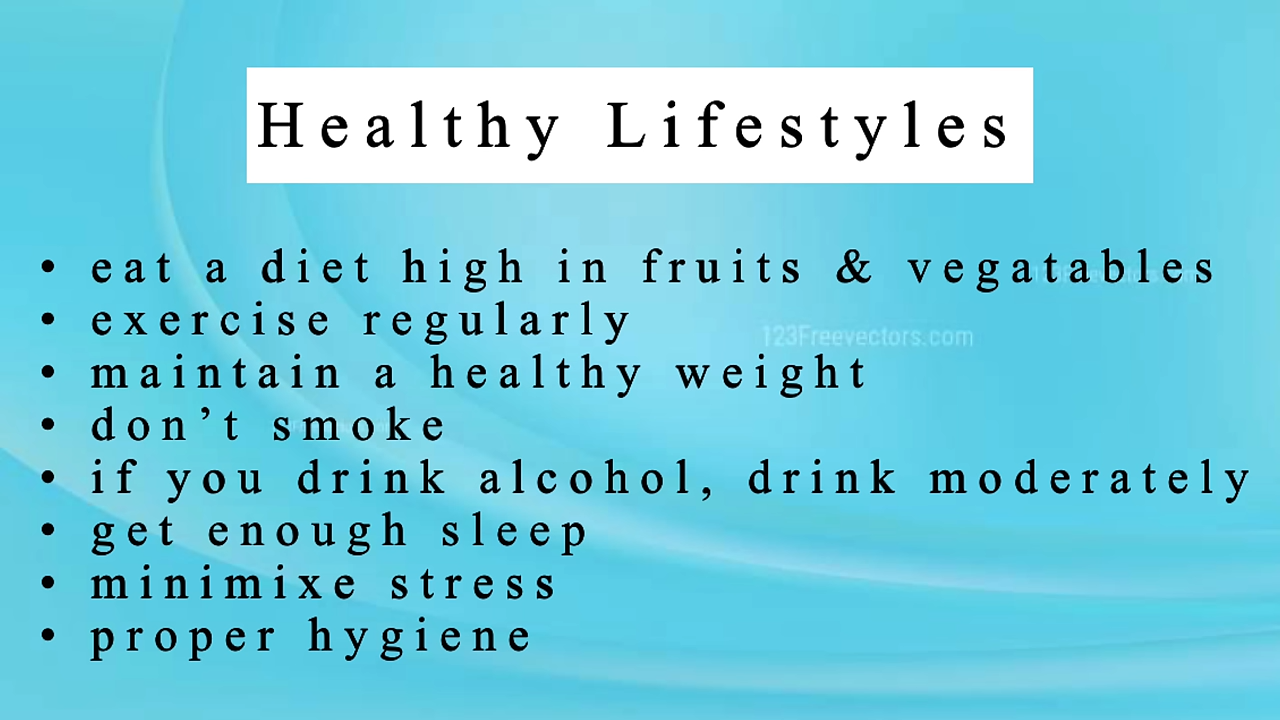 Healthy Lifestyles
• eat a diet high in fruits & vegatables
• exercise regularly
123Freevectors.com
• maintain a healthy weight
• don’t smoke
• if you drink alcohol, drink moderately
• get enough sleep
• minimixe stress
• proper hygiene